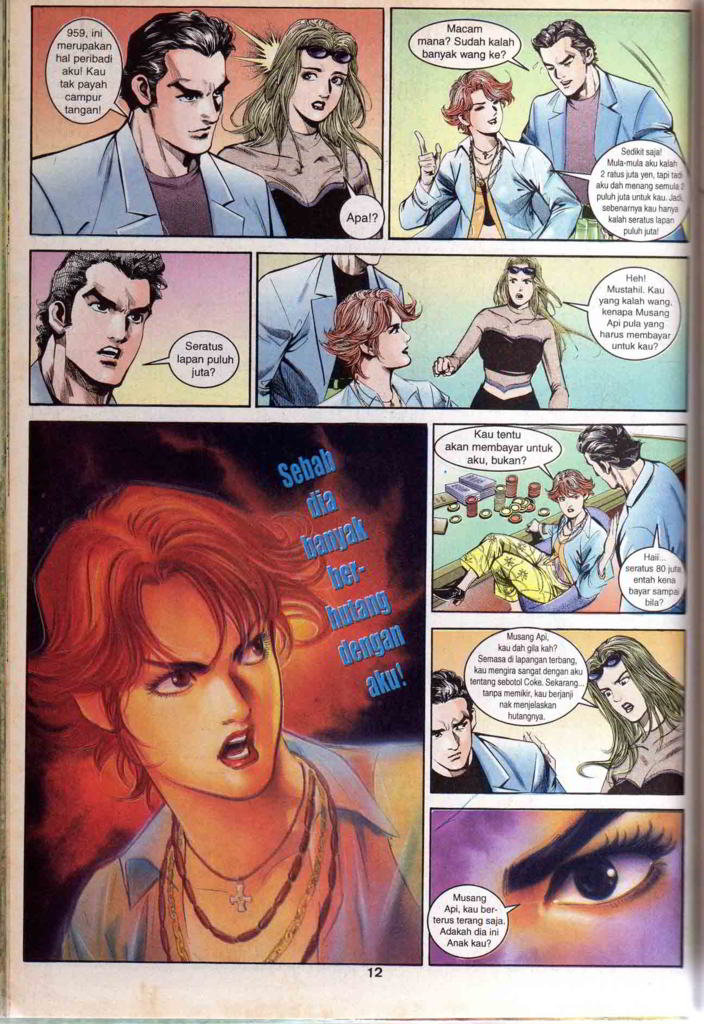 959, ini
merupakan
hal peribadi
aku! Kau
tak payah
campur
tangan!
Apa!?
Macam
mana? Sudah kalah
banyak wang ke?
Sedikit saja!
Mula-mula aku kalah
2 ratus juta yen, tapi tadi
aku dah menang semula 2
puluh juta untuk kau. Jadi,
sebenarnya kau hanya
kalah seratus lapan
puluh juta!
Seratus
lapan puluh
juta?
Heh!
Mustahil. Kau
yang kalah wang,
kenapa Musang
Api pula yang
harus membayar
untuk kau?
Sebab
dia
banyak
ber-
hutang
dengan
aku!
Kau tentu
akan membayar untuk
aku, bukan?
Haii...
seratus 80 juta
entah kena
bayar sampai
bila?
Musang Api,
kau dah gila kah?
Semasa di lapangan terbang,
kau mengira sangat dengan aku
tentang sebotol Coke. Sekarang...
tanpa memikir, kau berjanji
nak menjelaskan
hutangnya.
Musang
Api, kau ber-
terus terang saja.
Adakah dia ini
Anak kau?
12